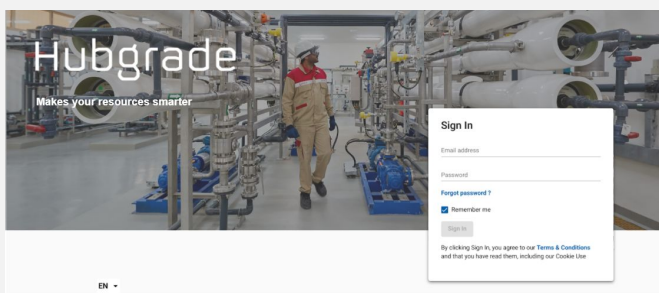 Hubgrade
Makes your resources smarter
Sign In
Email address
Password
Forgot password ?
Remember me
Sign In
By clicking Sign In, you agree to our Terms & Conditions
and that you have read them, including our Cookie Use
EN